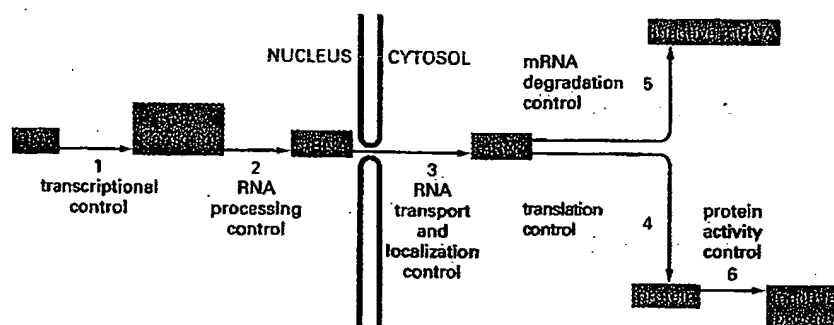 NUCLEUS
CYTOSOL
1
transcriptional
control
2
RNA
processing
control
3
RNA
transport
and
localization
control
mRNA
degradation
control
5
translation
control
4
protein
activity
control
6
protein